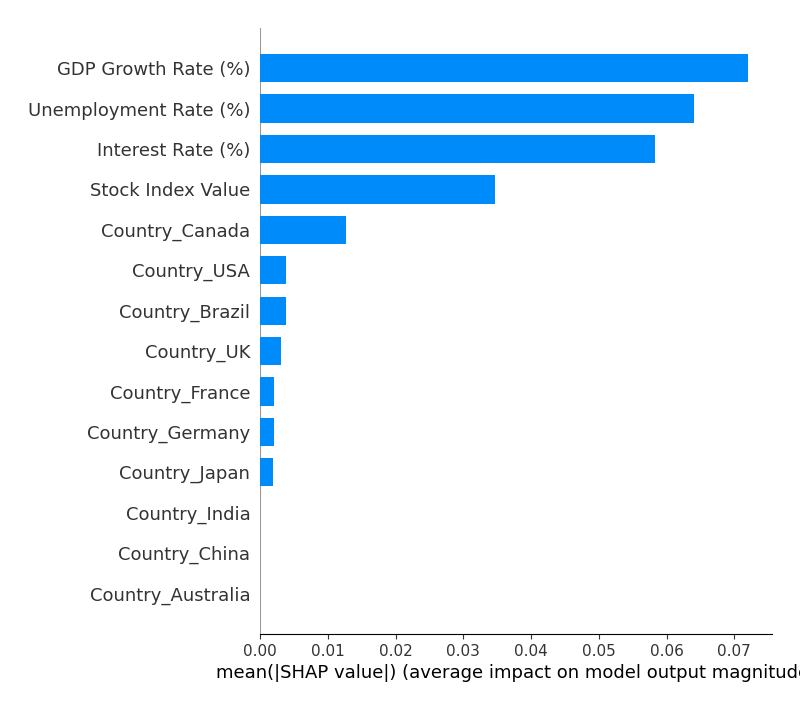 GDP Growth Rate (%)
Unemployment Rate (%)
Interest Rate (%)
Stock Index Value
Country_Canada
Country_USA
Country_Brazil
Country_UK
Country_France
Country_Germany
Country_Japan
Country_India
Country_China
Country_Australia
0.00 0.01 0.02 0.03 0.04 0.05 0.06 0.07
mean(|SHAP value|) (average impact on model output magnitude